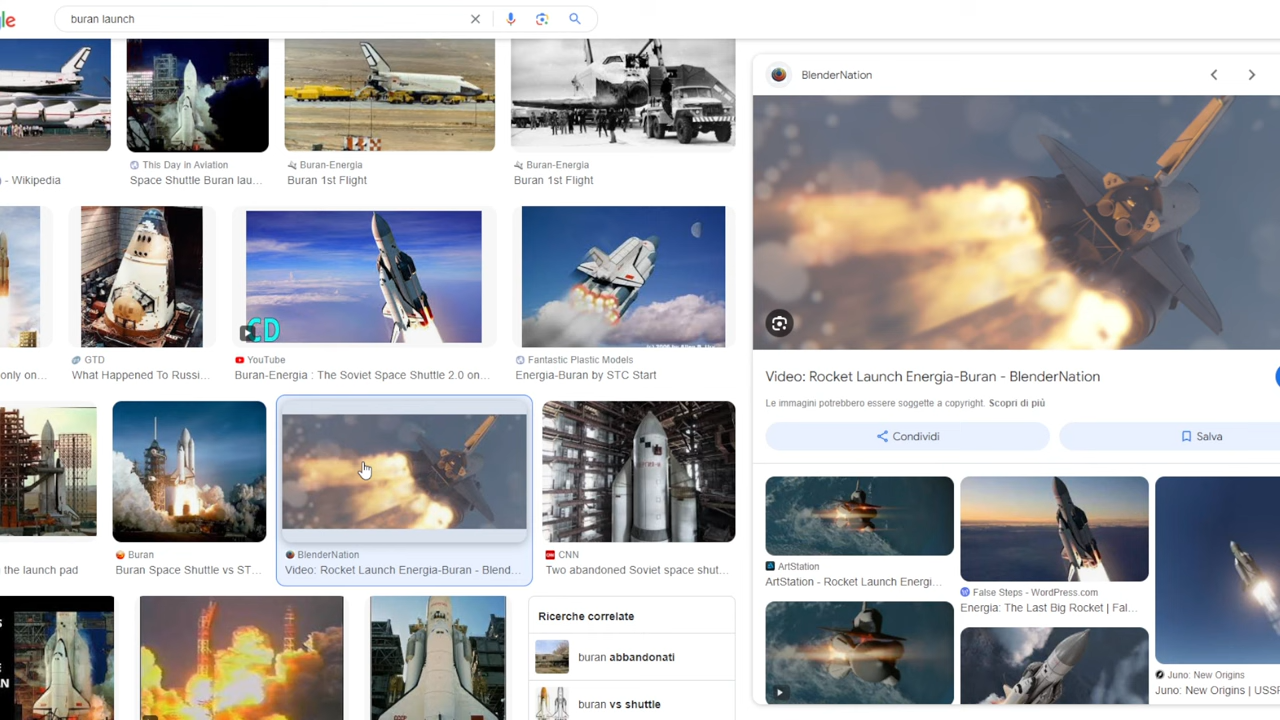 le
buran launch
BlenderNation
This Day in Aviation
Buran-Energia
Buran-Energia
) - Wikipedia
Space Shuttle Buran lau...
Buran 1st Flight
Buran 1st Flight
CD
GTD
YouTube
Fantastic Plastic Models
only on...
What Happened To Russi...
Buran-Energia : The Soviet Space Shuttle 2.0 on...
Energia-Buran by STC Start
Video: Rocket Launch Energia-Buran - BlenderNation
Le immagini potrebbero essere soggette a copyright. Scopri di più
Condividi
Salva
Buran
BlenderNation
CNN
the launch pad
Buran Space Shuttle vs ST...
Video: Rocket Launch Energia-Buran - Blend...
Two abandoned Soviet space shut...
ArtStation
ArtStation - Rocket Launch Energi...
False Steps - WordPress.com
Energia: The Last Big Rocket | Fal...
Juno: New Origins
Juno: New Origins | USSR
Ricerche correlate
buran abbandonati
buran vs shuttle
S
E
N